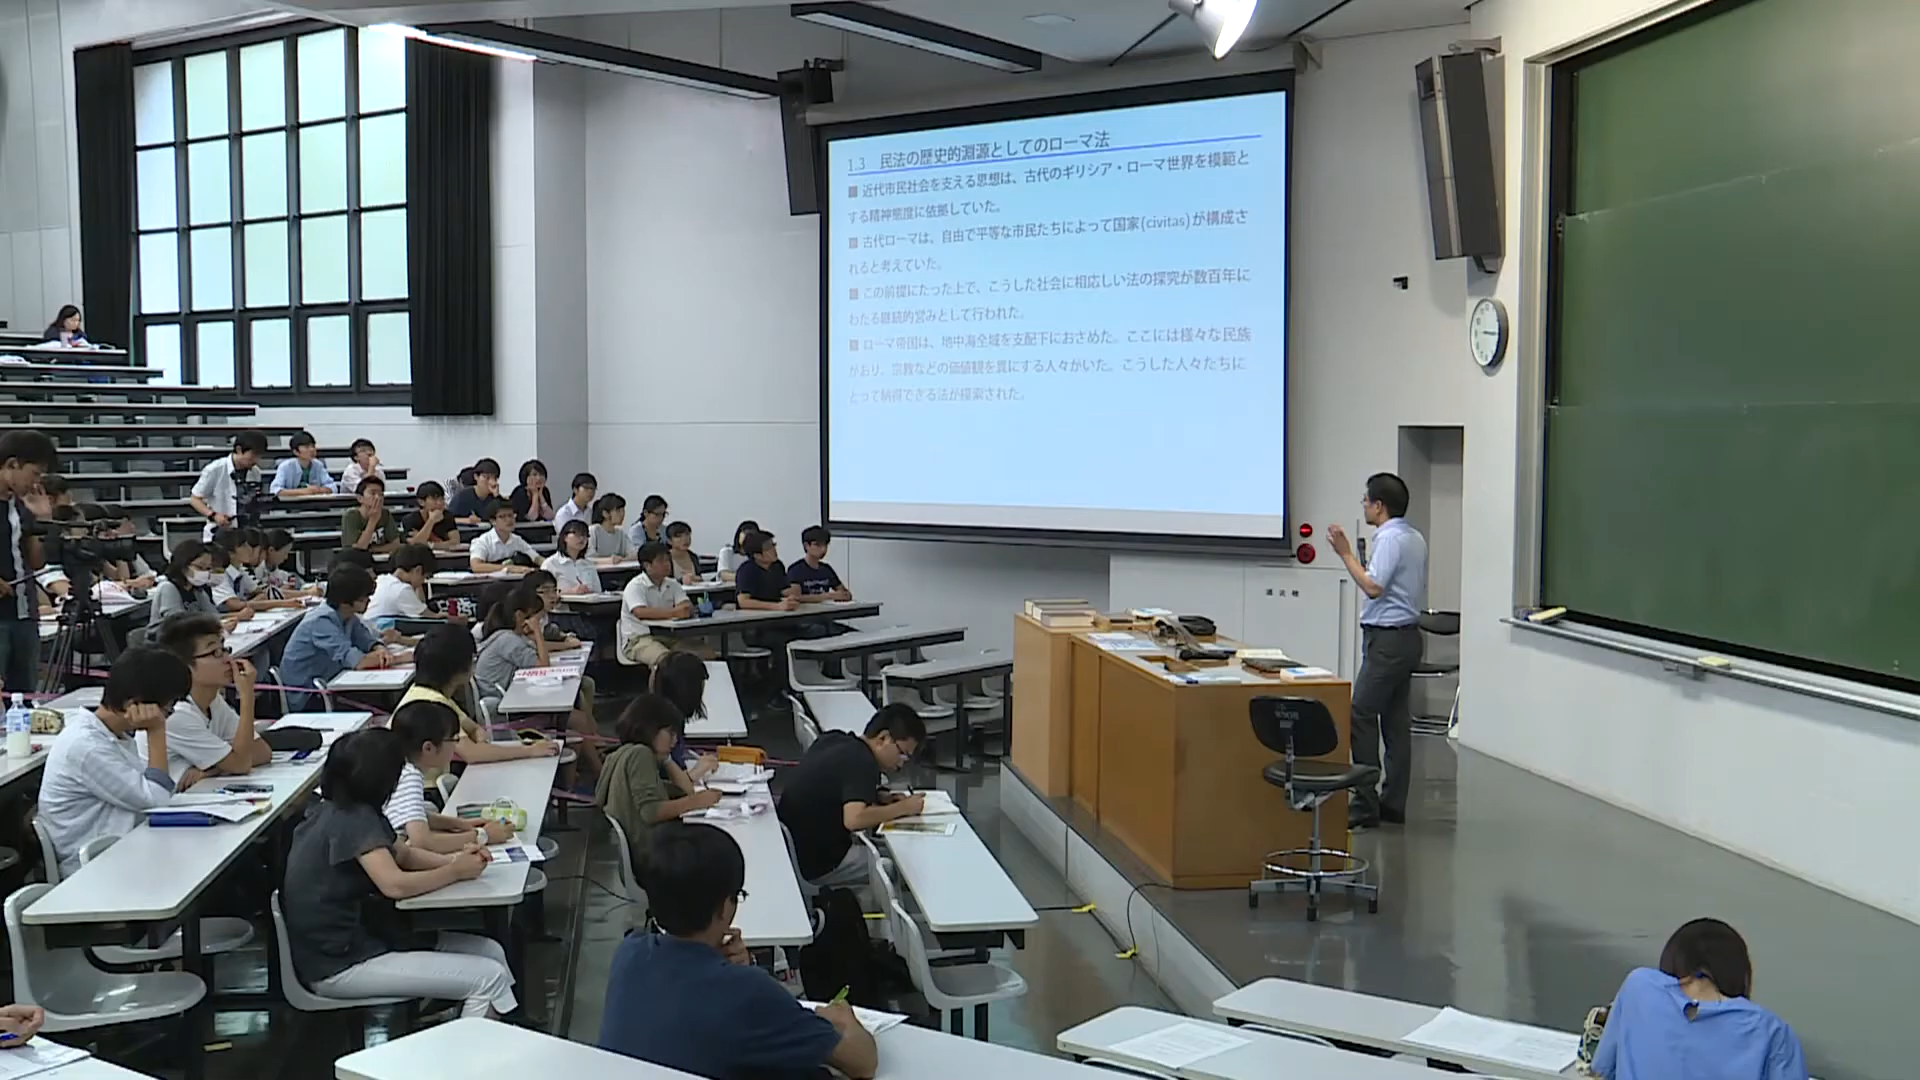 1.3 民法の歴史的淵源としてのローマ法
■ 近代市民社会を支える思想は、古代のギリシア・ローマ世界を模範と
する精神態度に依拠していた。
■ 古代ローマは、自由で平等な市民たちによって国家(civitas)が構成さ
れると考えていた。
■ この前提にたった上で、こうした社会に相応しい法の探究が数百年に
わたる継続的営みとして行われた。
■ ローマ帝国は、地中海全域を支配下におさめた。ここには様々な民族
がおり、宗教などの価値観を異にする人々がいた。こうした人々たちに
とって納得できる法が模索された。